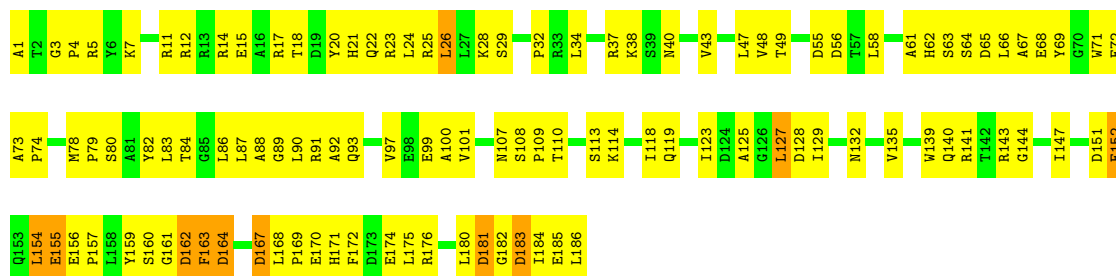 A1 T2 G3 P4 R5 Y6 K7 R11 R12 R13 R14 E15 A16 R17 T18 D19 Y20 H21 Q22 R23 L24 R25 L26 L27 K28 S29 P32 R33 L34 R37 K38 S39 N40 V43 L47 V48 T49 D55 D56 T57 L58 A61 H62 S63 S64 D65 L66 A67 E68 Y69 G70 W71
A73 P74 M78 P79 S80 A81 Y82 L83 T84 G85 L86 L87 A88 G89 L90 R91 A92 Q93 V97 E98 E99 A100 V101 N107 S108 P109 T110 S113 K114 I118 Q119 I123 D124 A125 G126 L127 D128 I129 N132 V135 W139 Q140 R141 T142 R143 G144 I147 D151
Q153 L154 E155 E156 P157 L158 Y159 S160 G161 D162 F163 D164 D167 L168 P169 E170 H171 F172 D173 E174 L175 R176 L180 D181 G182 D183 I184 E185 L186